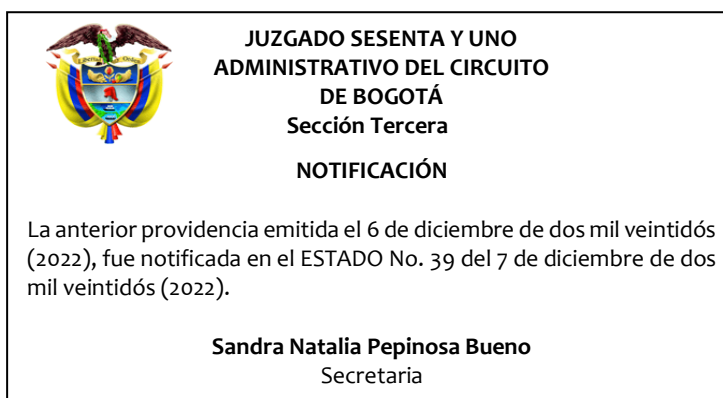 JUZGADO SESENTA Y UNO
ADMINISTRATIVO DEL CIRCUITO
DE BOGOTÁ
Sección Tercera
NOTIFICACIÓN
La anterior providencia emitida el 6 de diciembre de dos mil veintidós
(2022), fue notificada en el ESTADO No. 39 del 7 de diciembre de dos
mil veintidós (2022).
Sandra Natalia Pepinosa Bueno
Secretaria